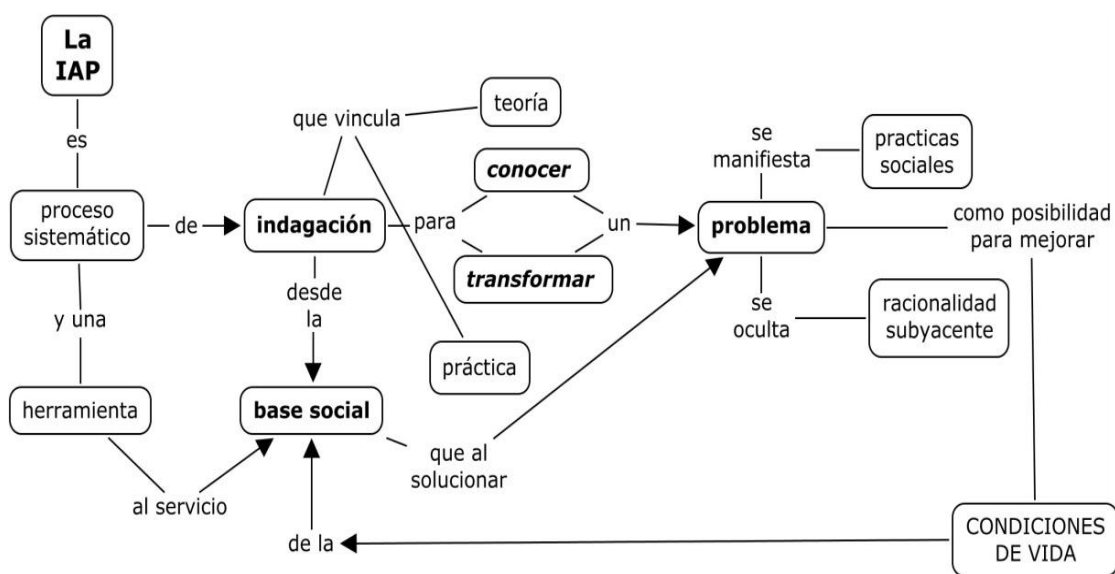 La
IAP
es
proceso
sistemático
de
indagación
que vincula
teoría
práctica
para
conocer
transformar
un
problema
se
manifiesta
practicas
sociales
se
oculta
racionalidad
subyacente
como posibilidad
para mejorar
CONDICIONES
DE VIDA
de la
desde
la
base social
que al
solucionar
y una
herramienta
al servicio